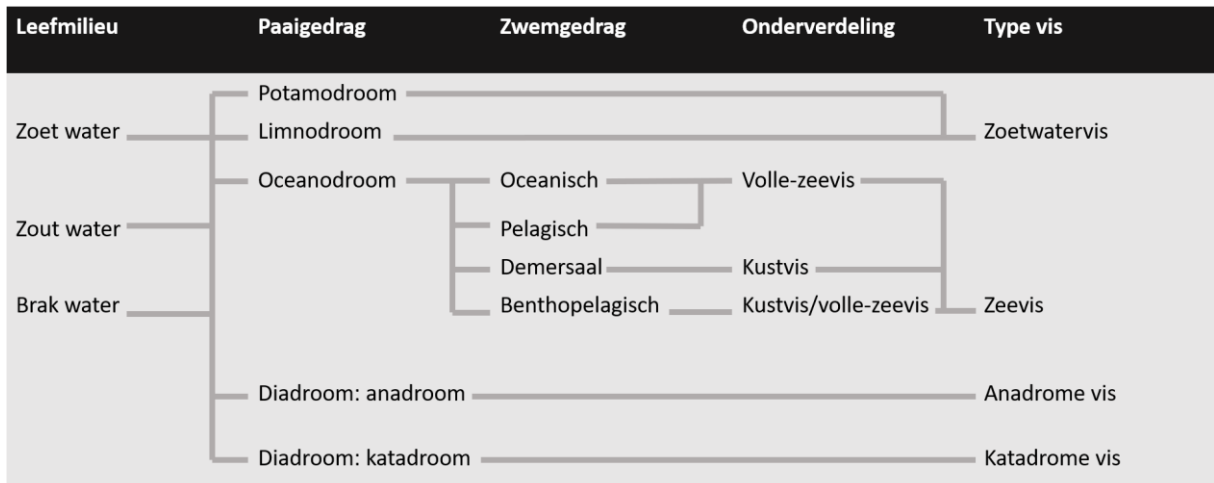 Leefmilieu Paaigedrag Zwemgedrag Onderverdeling Type vis
Potamodroom
Zoet water Limnodroom Zoetwatervis
Oceanodroom Oceanisch Volle-zeevis
Zout water Pelagisch
Demersaal Kustvis
Brak water Benthopelagisch Kustvis/volle-zeevis Zeevis
Diadroom: anadroom Anadrome vis
Diadroom: katadroom Katadrome vis